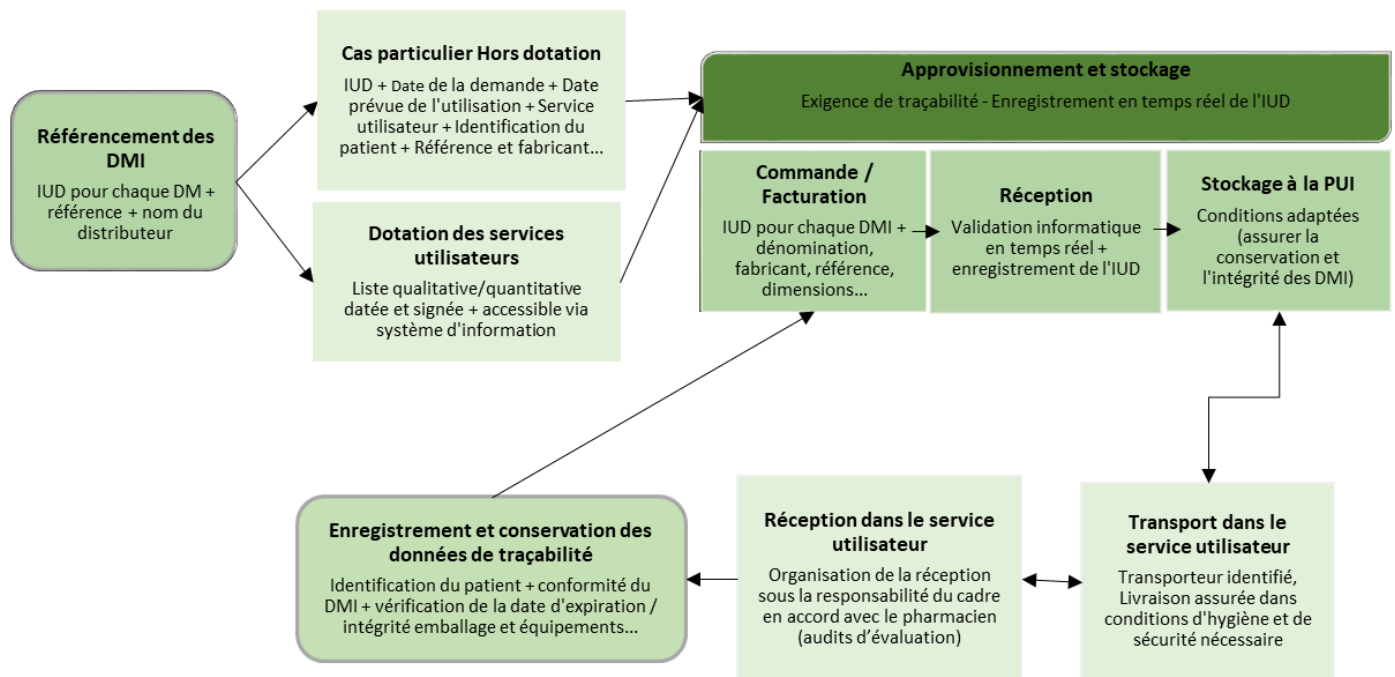 Référencement des
DMI
IUD pour chaque DM +
référence + nom du
distributeur
Cas particulier Hors dotation
IUD + Date de la demande + Date
prévue de l'utilisation + Service
utilisateur + Identification du
patient + Référence et fabricant...
Dotation des services
utilisateurs
Liste qualitative/quantitative
datée et signée + accessible via
système d'information
Approvisionnement et stockage
Exigence de traçabilité - Enregistrement en temps réel de l'IUD
Commande /
Facturation
IUD pour chaque DMI +
dénomination,
fabricant, référence,
dimensions...
Réception
Validation informatique
en temps réel +
enregistrement de l'IUD
Stockage à la PUI
Conditions adaptées
(assurer la
conservation et
l'intégrité des DMI)
Enregistrement et conservation des
données de traçabilité
Identification du patient + conformité du
DMI + vérification de la date d'expiration /
intégrité emballage et équipements...
Réception dans le service
utilisateur
Organisation de la réception
sous la responsabilité du cadre
en accord avec le pharmacien
(audits d’évaluation)
Transport dans le
service utilisateur
Transporteur identifié,
Livraison assurée dans
conditions d'hygiène et de
sécurité nécessaire